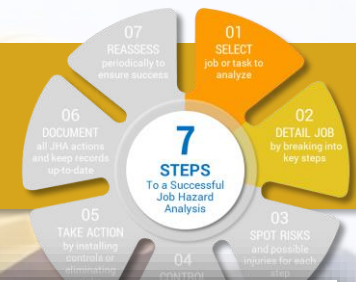 7
STEPS
To a Successful
Job Hazard
Analysis
01
SELECT
job or task to
analyze
02
DETAIL JOB
by breaking into
key steps
03
SPOT RISKS
and possible
injuries for each
step
04
CONTROL
05
TAKE ACTION
by installing
controls or
eliminating
06
DOCUMENT
all JHA actions
and keep records
up-to-date
07
REASSESS
periodically to
ensure success